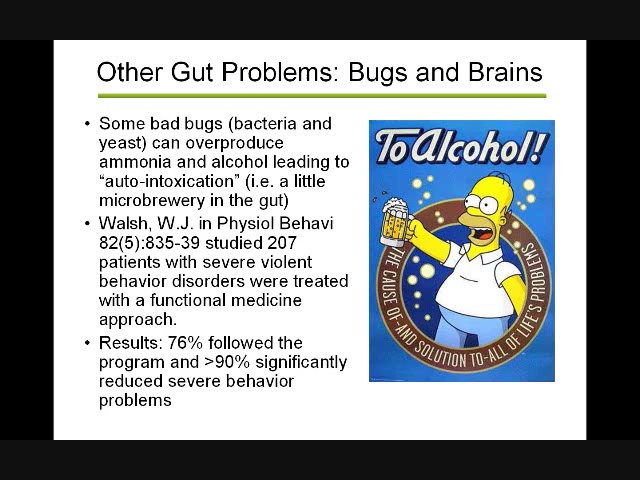 Other Gut Problems: Bugs and Brains
• Some bad bugs (bacteria and
yeast) can overproduce
ammonia and alcohol leading to
“auto-intoxication” (i.e. a little
microbrewery in the gut)
• Walsh, W.J. in Physiol Behavi
82(5):835-39 studied 207
patients with severe violent
behavior disorders were treated
with a functional medicine
approach.
• Results: 76% followed the
program and >90% significantly
reduced severe behavior
problems
To Alcohol!
THE CAUSE OF-AND SOLUTION TO-ALL OF LIFE'S PROBLEMS